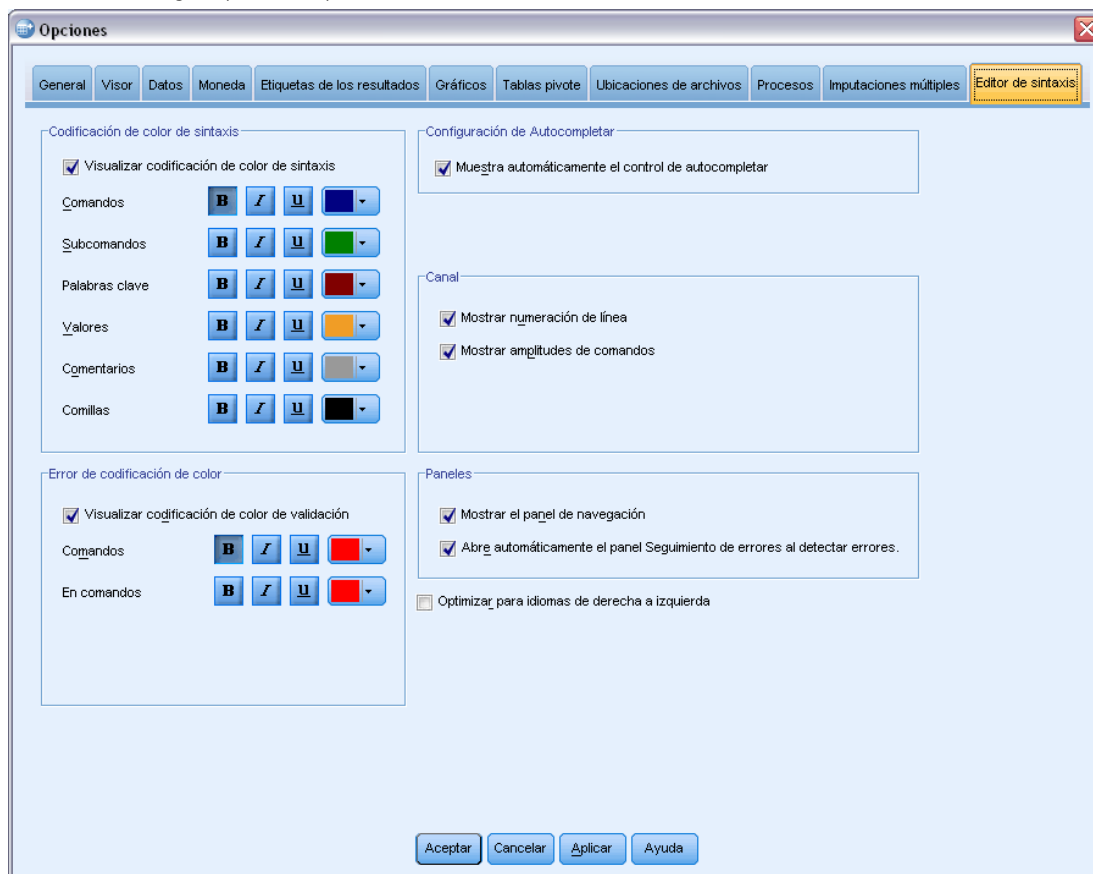 Opciones
General Visor Datos Moneda Etiquetas de los resultados Gráficos Tablas pivote Ubicaciones de archivos Procesos Imputaciones múltiples Editor de sintaxis
Codificación de color de sintaxis
Visualizar codificación de color de sintaxis
Comandos B I U
Subcomandos B I U
Palabras clave B I U
Valores B I U
Comentarios B I U
Comillas B I U
Configuración de Autocompletar
Muestra automáticamente el control de autocompletar
Canal
Mostrar numeración de línea
Mostrar amplitudes de comandos
Error de codificación de color
Visualizar codificación de color de validación
Comandos B I U
En comandos B I U
Paneles
Mostrar el panel de navegación
Abre automáticamente el panel Seguimiento de errores al detectar errores.
Optimizar para idiomas de derecha a izquierda
Aceptar Cancelar Aplicar Ayuda